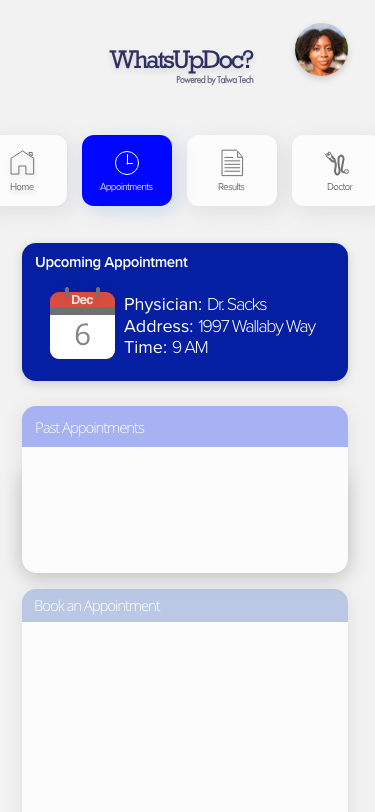 WhatsUpDoc?
Powered by Talwa Tech
Home
Appointments
Results
Doctor
Upcoming Appointment
Dec
6
Physician: Dr. Sacks
Address: 1997 Wallaby Way
Time: 9 AM
Past Appointments
Book an Appointment